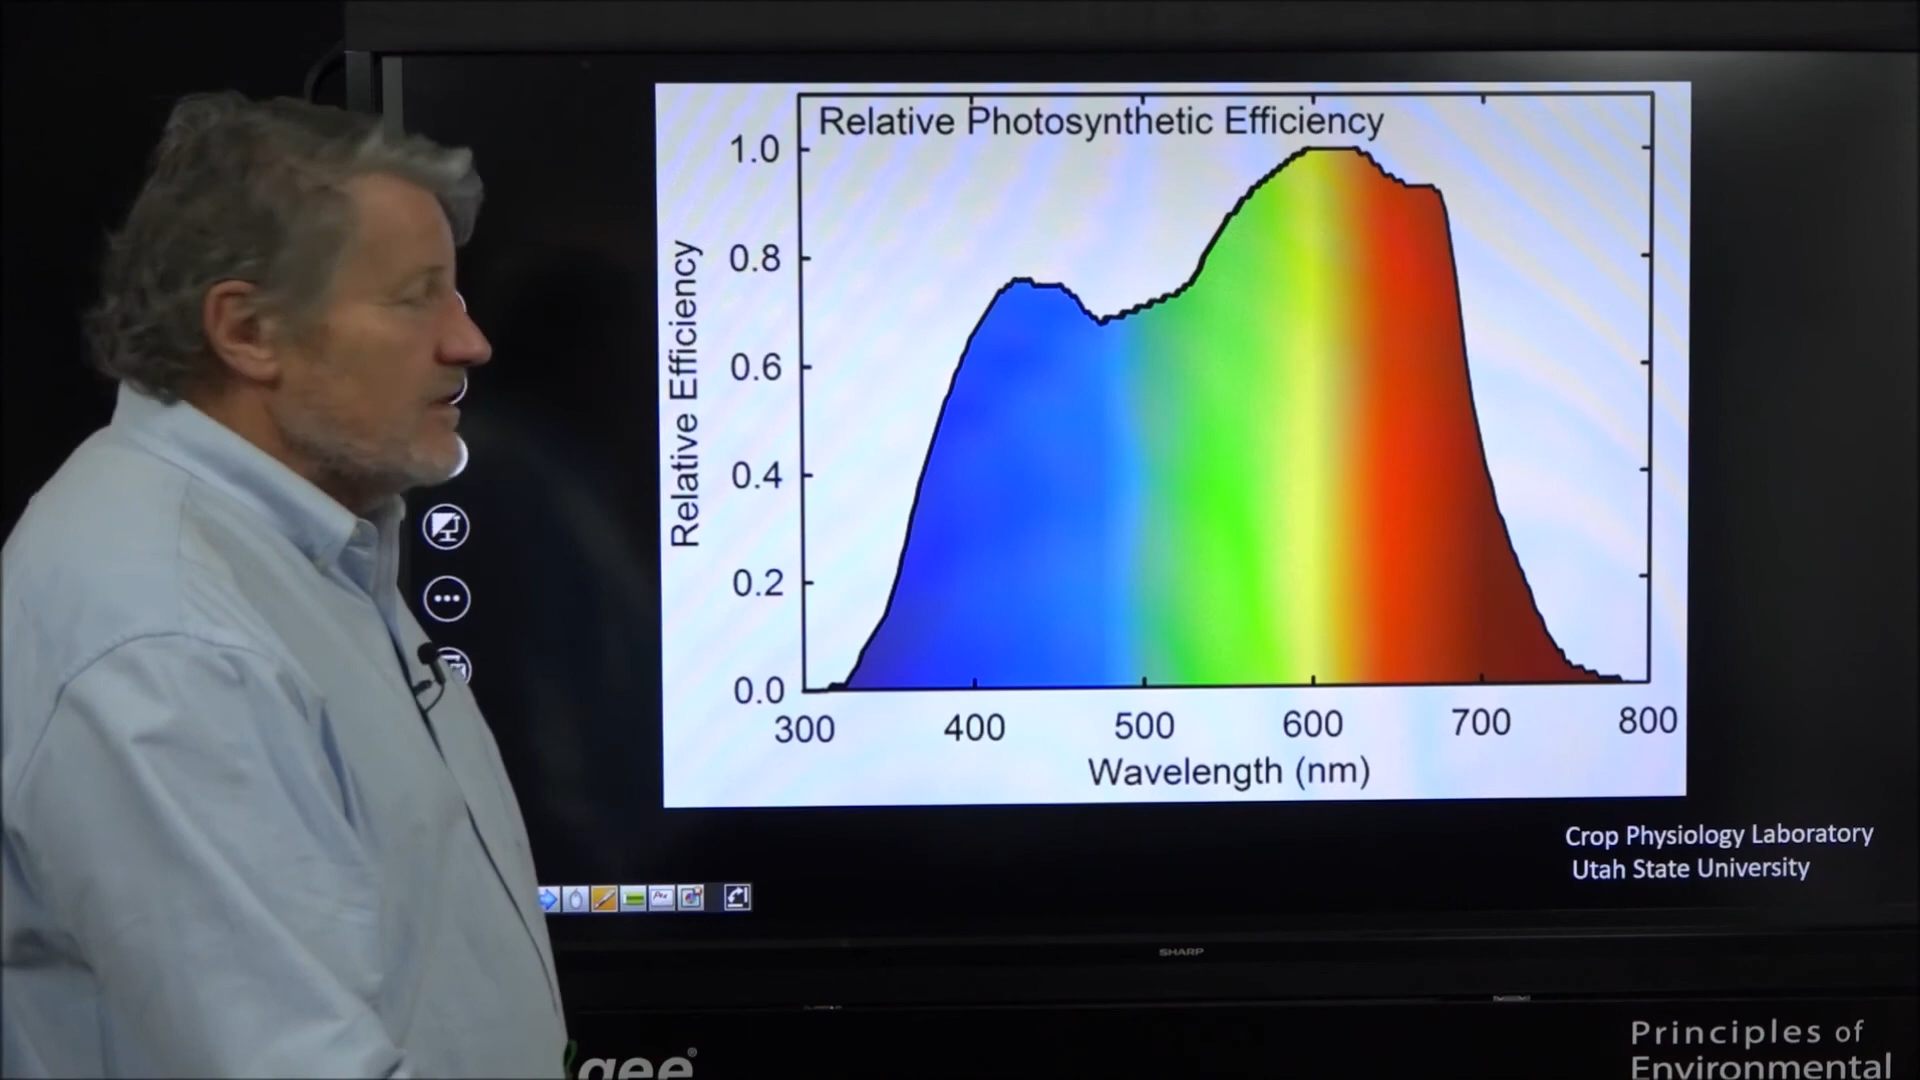 Relative Photosynthetic Efficiency
1.0
0.8
0.6
0.4
0.2
0.0
Relative Efficiency
300 400 500 600 700 800
Wavelength (nm)
Crop Physiology Laboratory
Utah State University
SHARP
gee®
Principles of
Environmental